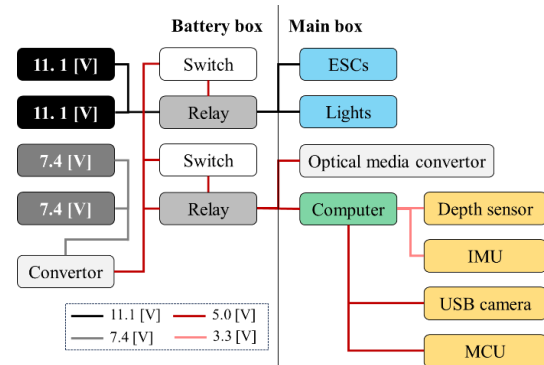 Battery box
Main box
11. 1 [V]
Switch
ESCs
11. 1 [V]
Relay
Lights
7.4 [V]
Switch
Optical media convertor
7.4 [V]
Relay
Computer
Depth sensor
Convertor
IMU
11.1 [V]
5.0 [V]
USB camera
7.4 [V]
3.3 [V]
MCU